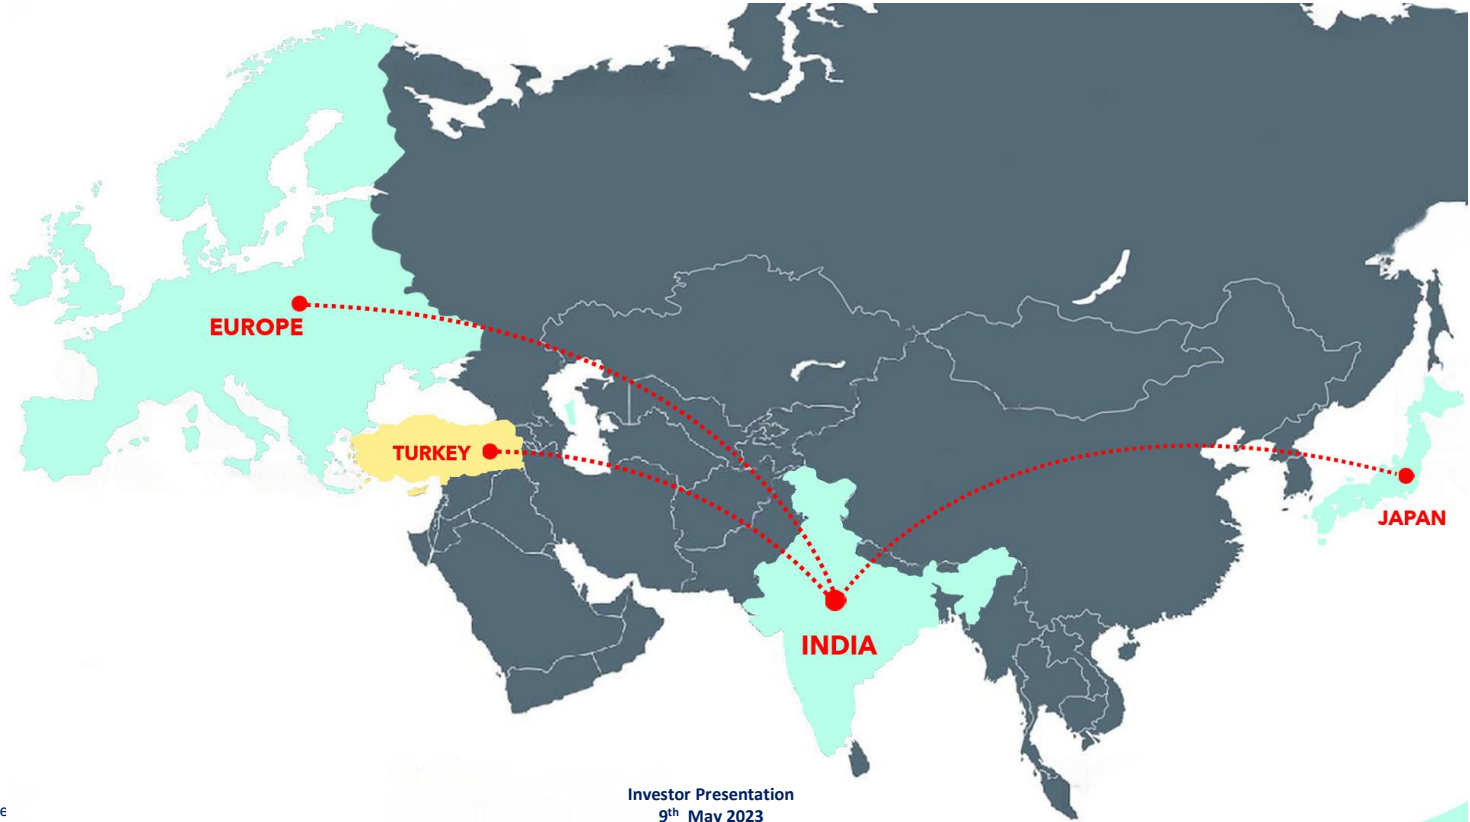 EUROPE
TURKEY
JAPAN
INDIA
Investor Presentation
9th May 2023